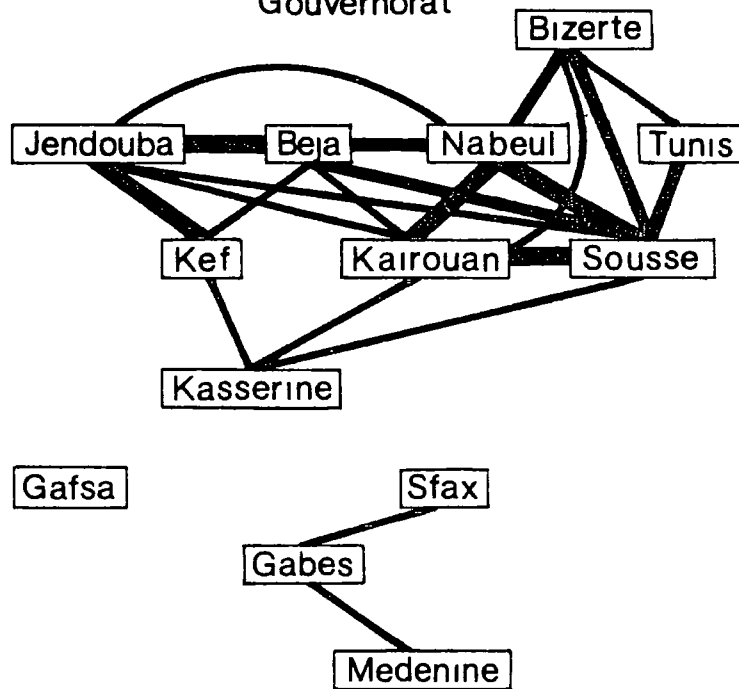 Gouvernorat
Bizerte
Jendouba
Beja
Nabeul
Tunis
Kef
Kairouan
Sousse
Kasserine
Gafsa
Sfax
Gabes
Medenine